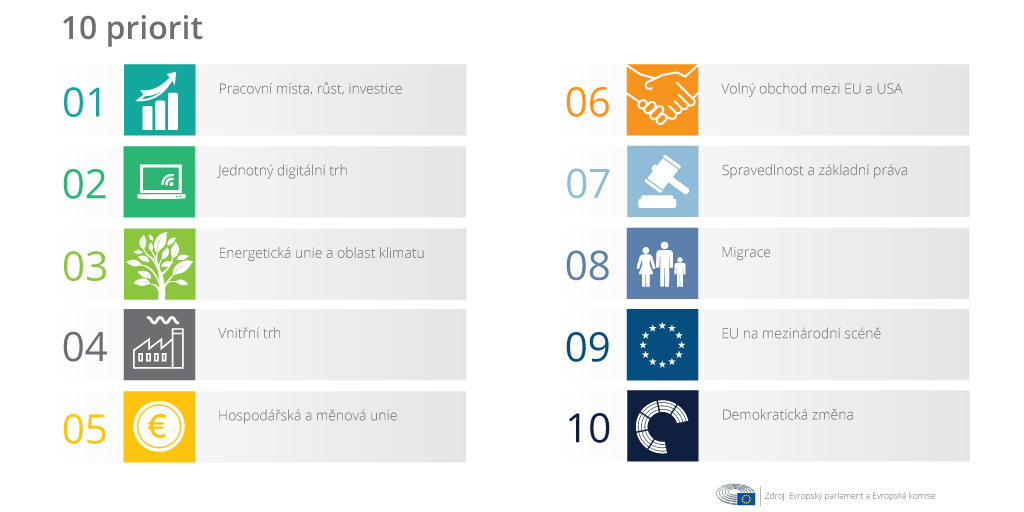 10 priorit
01
Pracovní místa, růst, investice
02
Jednotný digitální trh
03
Energetická unie a oblast klimatu
04
Vnitřní trh
05
€
Hospodářská a měnová unie
06
Volný obchod mezi EU a USA
07
Spravedlnost a základní práva
08
Migrace
09
EU na mezinárodní scéně
10
Demokratická změna
Zdroj: Evropský parlament a Evropská komise